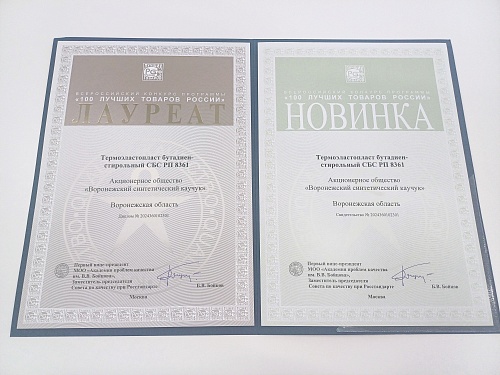 ВСЕРОССИЙСКИЙ КОНКУРС ПРОГРАММЫ
«100 ЛУЧШИХ ТОВАРОВ РОССИИ»
ЛАУРЕАТ
Термоэластопласт бутадиен-
стирольный СБС РП 8361
Акционерное общество
«Воронежский синтетический каучук»
Воронежская область
Первый вице-президент
МОО «Академия проблем качества
им. В.В. Бойцова»,
Заместитель председателя
Совета по качеству при Росстандарте
Б.В. Бойцов
Москва
ВСЕРОССИЙСКИЙ КОНКУРС ПРОГРАММЫ
«100 ЛУЧШИХ ТОВАРОВ РОССИИ»
НОВИНКА
Термоэластопласт бутадиен-
стирольный СБС РП 8361
Акционерное общество
«Воронежский синтетический каучук»
Воронежская область
Свидетельство №
Первый вице-президент
МОО «Академия проблем качества
им. В.В. Бойцова»,
Заместитель председателя
Совета по качеству при Росстандарте
Б.В. Бойцов
Москва